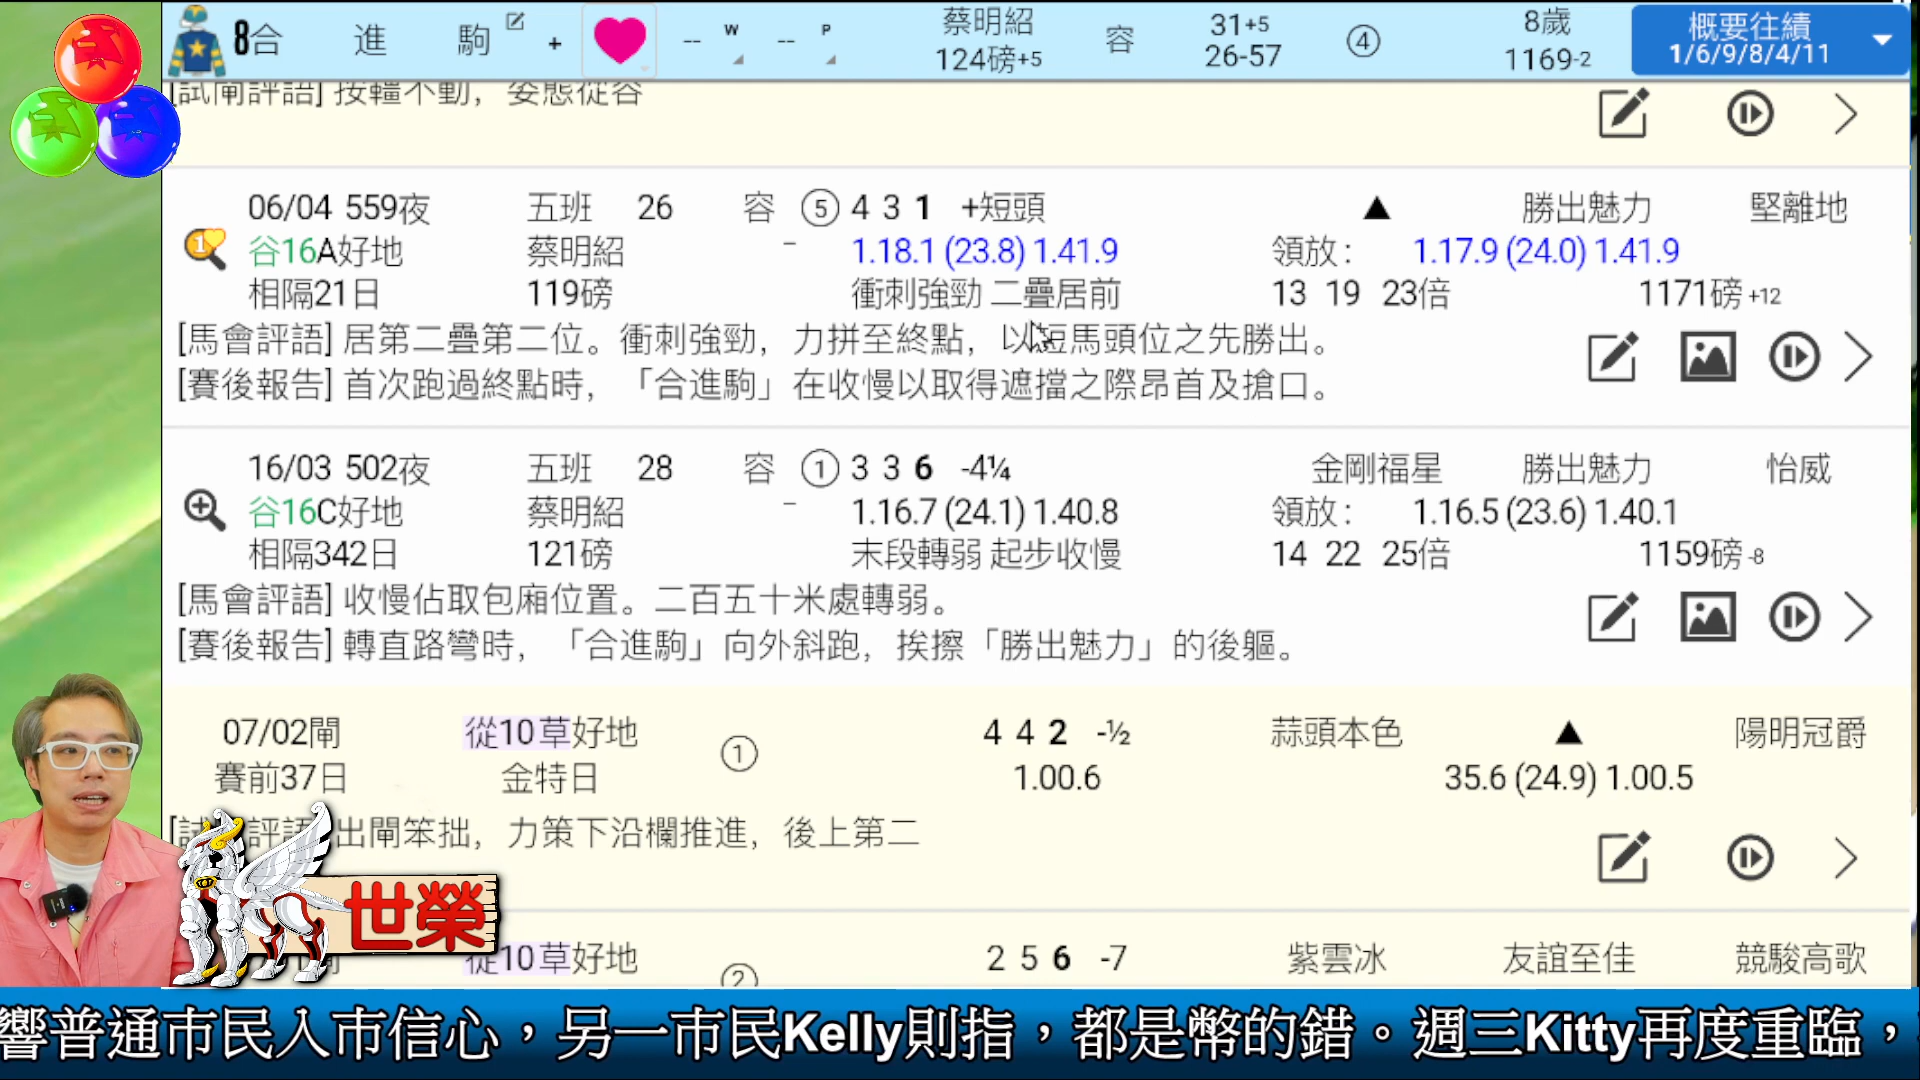 8合進駒 + -- W -- P 蔡明紹 容 31+5 ④ 8歲 概要往績
124磅+5 26-57 1169-2 1/6/9/8/4/11
[試閘評語] 按韁不動，姿態從容
06/04 559夜 五班 26 容 ⑤ 4 3 1 +短頭 ▲ 勝出魅力 堅離地
谷16A好地 蔡明紹 - 1.18.1 (23.8) 1.41.9 領放： 1.17.9 (24.0) 1.41.9
相隔21日 119磅 衝刺強勁 二疊居前 13 19 23倍 1171磅 +12
[馬會評語] 居第二疊第二位。衝刺強勁，力拼至終點，以短馬頭位之先勝出。
[賽後報告] 首次跑過終點時，「合進駒」在收慢以取得遮擋之際昂首及搶口。
16/03 502夜 五班 28 容 ① 3 3 6 -4¼ 金剛福星 勝出魅力 怡威
谷16C好地 蔡明紹 - 1.16.7 (24.1) 1.40.8 領放： 1.16.5 (23.6) 1.40.1
相隔342日 121磅 末段轉弱 起步收慢 14 22 25倍 1159磅 -8
[馬會評語] 收慢佔取包廂位置。二百五十米處轉弱。
[賽後報告] 轉直路彎時，「合進駒」向外斜跑，挨擦「勝出魅力」的後軀。
07/02閘 從10草好地 ① 4 4 2 -½ 蒜頭本色 ▲ 陽明冠爵
賽前37日 金特日 1.00.6 35.6 (24.9) 1.00.5
[試 評語] 出閘笨拙，力策下沿欄推進，後上第二
世榮
從10草好地 ② 2 5 6 -7 紫雲冰 友誼至佳 競駿高歌
響普通市民入市信心，另一市民Kelly則指，都是幣的錯。週三Kitty再度重臨，